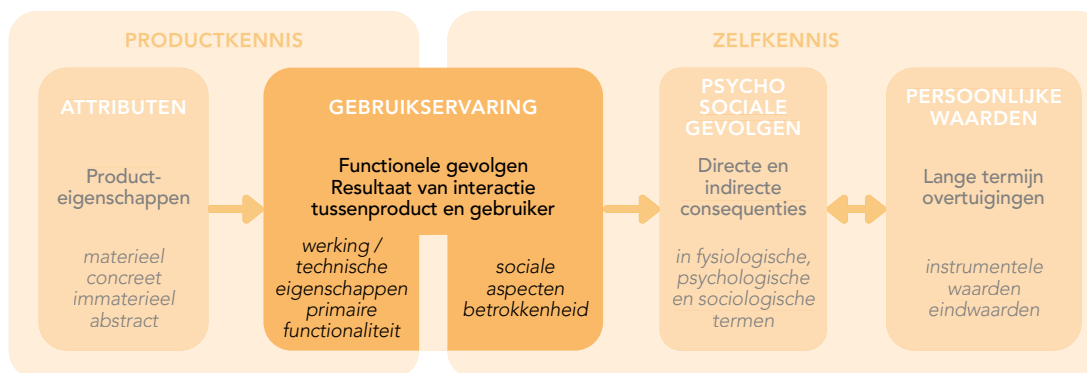 PRODUCTKENNIS
ZELFKENNIS
ATTRIBUTEN
Product-
eigenschappen
materieel
concreet
immaterieel
abstract
GEBRUIKSERVARING
Functionele gevolgen
Resultaat van interactie
tussenproduct en gebruiker
werking /
technische
eigenschappen
primaire
functionaliteit
sociale
aspecten
betrokkenheid
PSYCHO
SOCIALE
GEVOLGEN
Directe en
indirecte
consequenties
in fysiologische,
psychologische
en sociologische
termen
PERSOONLIJKE
WAARDEN
Lange termijn
overtuigingen
instrumentele
waarden
eindwaarden